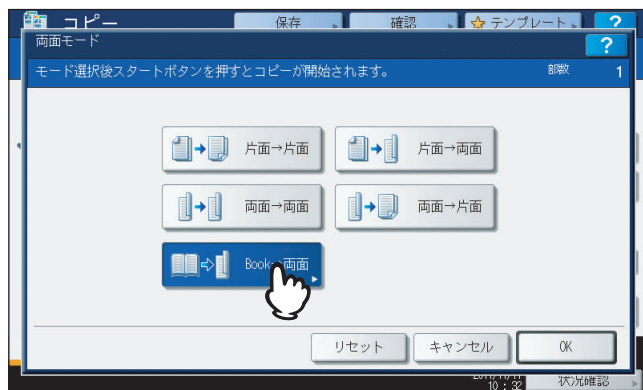 コピー 保存 確認 テンプレート ?
両面モード ?
モード選択後スタートボタンを押すとコピーが開始されます。 部数 1
片面→片面 片面→両面
両面→両面 両面→片面
Book→両面
リセット キャンセル OK
10:32 状況確認